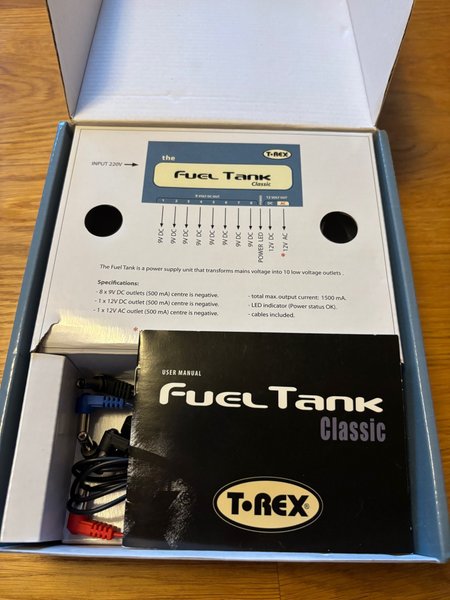 the
T-REX
INPUT 220V
FUEL TANK
Classic
9 VOLT DC OUT
12 VOLT OUT
1 2 3 4 5 6 7 8 DC AC
9V DC 9V DC 9V DC 9V DC 9V DC 9V DC 9V DC 9V DC POWER LED 12V DC 12V AC
*
The Fuel Tank is a power supply unit that transforms mains voltage into 10 low voltage outlets .
Specifications:
- 8 x 9V DC outlets (500 mA) centre is negative.
- 1 x 12V DC outlet (500 mA) centre is negative.
- 1 x 12V AC outlet (500 mA) centre is negative.
- total max. output current: 1500 mA.
- LED indicator (Power status OK).
- cables included.
*
USER MANUAL
FUEL TANK
Classic
T·REX®